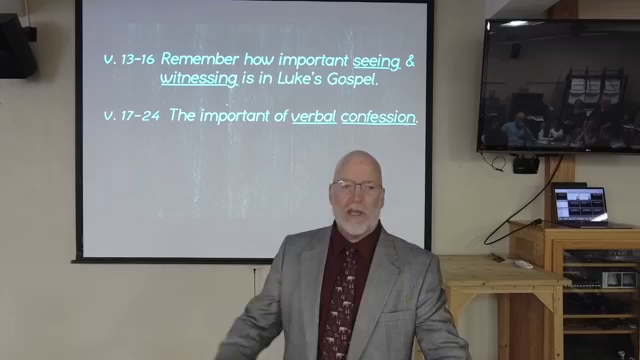 v. 13-16 Remember how important seeing &
witnessing is in Luke's Gospel.
v. 17-24 The important of verbal confession.